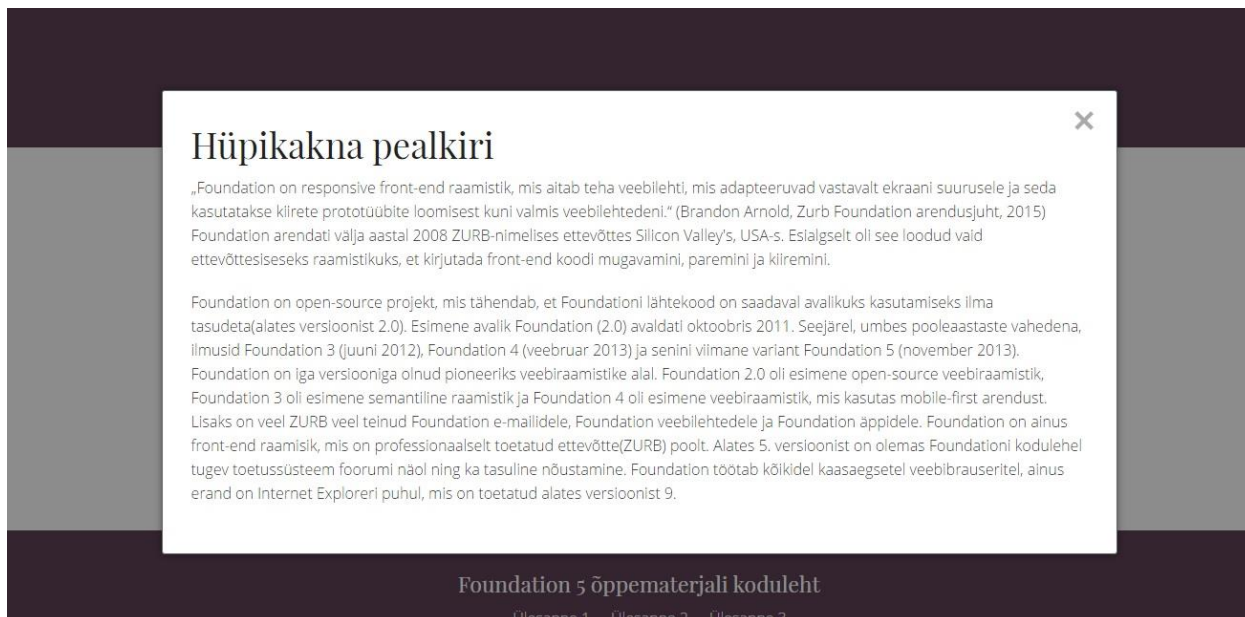 Hüpikakna pealkiri
×
„Foundation on responsive front-end raamistik, mis aitab teha veebilehti, mis adapteeruvad vastavalt ekraani suurusele ja seda
kasutatakse kiirete prototüübite loomisest kuni valmis veebilehtedeni.“ (Brandon Arnold, Zurb Foundation arendusjuht, 2015)
Foundation arendati välja aastal 2008 ZURB-nimelises ettevõttes Silicon Valley's, USA-s. Esialgselt oli see loodud vaid
ettevõttesiseseks raamistikuks, et kirjutada front-end koodi mugavamini, paremini ja kiiremini.
Foundation on open-source projekt, mis tähendab, et Foundationi lähtekood on saadaval avalikuks kasutamiseks ilma
tasudeta(alates versioonist 2.0). Esimene avalik Foundation (2.0) avaldati oktoobris 2011. Seejärel, umbes pooleaastaste vahedena,
ilmusid Foundation 3 (juuni 2012), Foundation 4 (veebruar 2013) ja senini viimane variant Foundation 5 (november 2013).
Foundation on iga versiooniga olnud pioneeriks veebiraamistike alal. Foundation 2.0 oli esimene open-source veebiraamistik,
Foundation 3 oli esimene semantiline raamistik ja Foundation 4 oli esimene veebiraamistik, mis kasutas mobile-first arendust.
Lisaks on veel ZURB veel teinud Foundation e-mailidele, Foundation veebilehtedele ja Foundation äppidele. Foundation on ainus
front-end raamisik, mis on professionaalselt toetatud ettevõtte(ZURB) poolt. Alates 5. versioonist on olemas Foundationi kodulehel
tugev toetussüsteem foorumi näol ning ka tasuline nõustamine. Foundation töötab kõikidel kaasaegsetel veebibrauseritel, ainus
erand on Internet Exploreri puhul, mis on toetatud alates versioonist 9.
Foundation 5 õppematerjali koduleht
Ülesanne 1 Ülesanne 2 Ülesanne 3